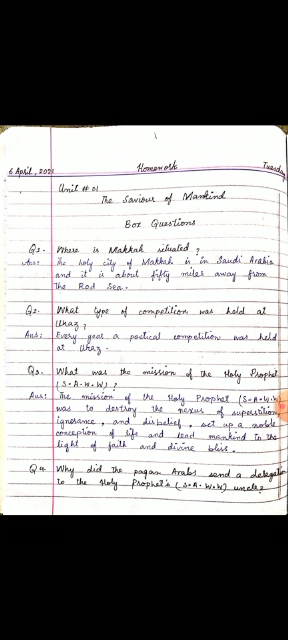 6 April, 2021 Homework Tuesday
Unit # 01
The Saviour of Mankind
Box Questions
Q1. Where is Makkah situated?
Ans: The holy city of Makkah is in Saudi Arabia
and it is about fifty miles away from
the Red Sea.
Q2. What type of competition was held at
Ukaz?
Ans: Every year a poetical competition was held
at Ukaz.
Q3. What was the mission of the Holy Prophet
(S.A.W.W)?
Ans: The mission of the Holy Prophet (S.A.W.W)
was to destroy the nexus of superstition,
ignorance, and disbelief, set up a noble
conception of life and lead mankind to the
light of faith and divine bliss.
Q4. Why did the pagan Arabs send a delegation
to the Holy Prophet's (S.A.W.W) uncle?